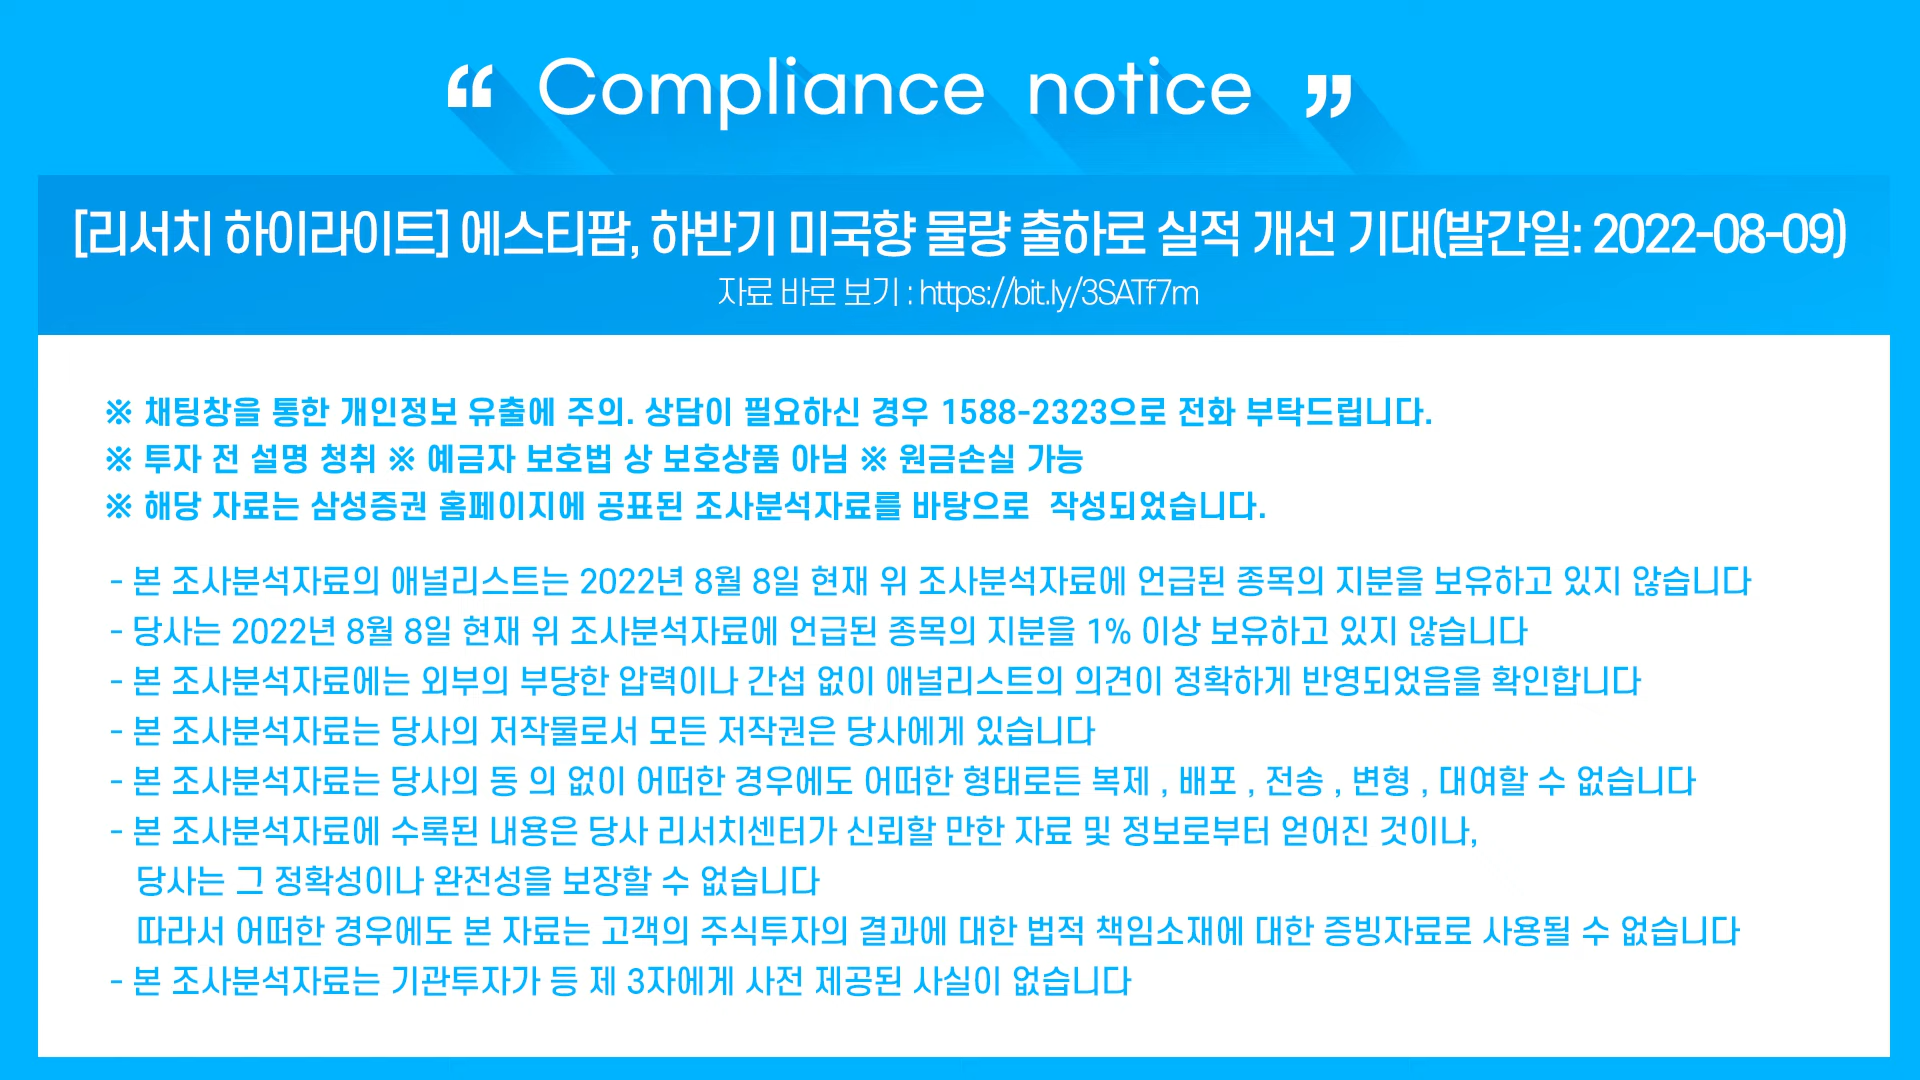 “ Compliance notice ”
[리서치 하이라이트] 에스티팜, 하반기 미국향 물량 출하로 실적 개선 기대(발간일: 2022-08-09)
자료 바로 보기 : https://bit.ly/3SATf7m
※ 채팅창을 통한 개인정보 유출에 주의. 상담이 필요하신 경우 1588-2323으로 전화 부탁드립니다.
※ 투자 전 설명 청취 ※ 예금자 보호법 상 보호상품 아님 ※ 원금손실 가능
※ 해당 자료는 삼성증권 홈페이지에 공표된 조사분석자료를 바탕으로 작성되었습니다.
- 본 조사분석자료의 애널리스트는 2022년 8월 8일 현재 위 조사분석자료에 언급된 종목의 지분을 보유하고 있지 않습니다
- 당사는 2022년 8월 8일 현재 위 조사분석자료에 언급된 종목의 지분을 1% 이상 보유하고 있지 않습니다
- 본 조사분석자료에는 외부의 부당한 압력이나 간섭 없이 애널리스트의 의견이 정확하게 반영되었음을 확인합니다
- 본 조사분석자료는 당사의 저작물로서 모든 저작권은 당사에게 있습니다
- 본 조사분석자료는 당사의 동 의 없이 어떠한 경우에도 어떠한 형태로든 복제 , 배포 , 전송 , 변형 , 대여할 수 없습니다
- 본 조사분석자료에 수록된 내용은 당사 리서치센터가 신뢰할 만한 자료 및 정보로부터 얻어진 것이나,
당사는 그 정확성이나 완전성을 보장할 수 없습니다
따라서 어떠한 경우에도 본 자료는 고객의 주식투자의 결과에 대한 법적 책임소재에 대한 증빙자료로 사용될 수 없습니다
- 본 조사분석자료는 기관투자가 등 제 3자에게 사전 제공된 사실이 없습니다